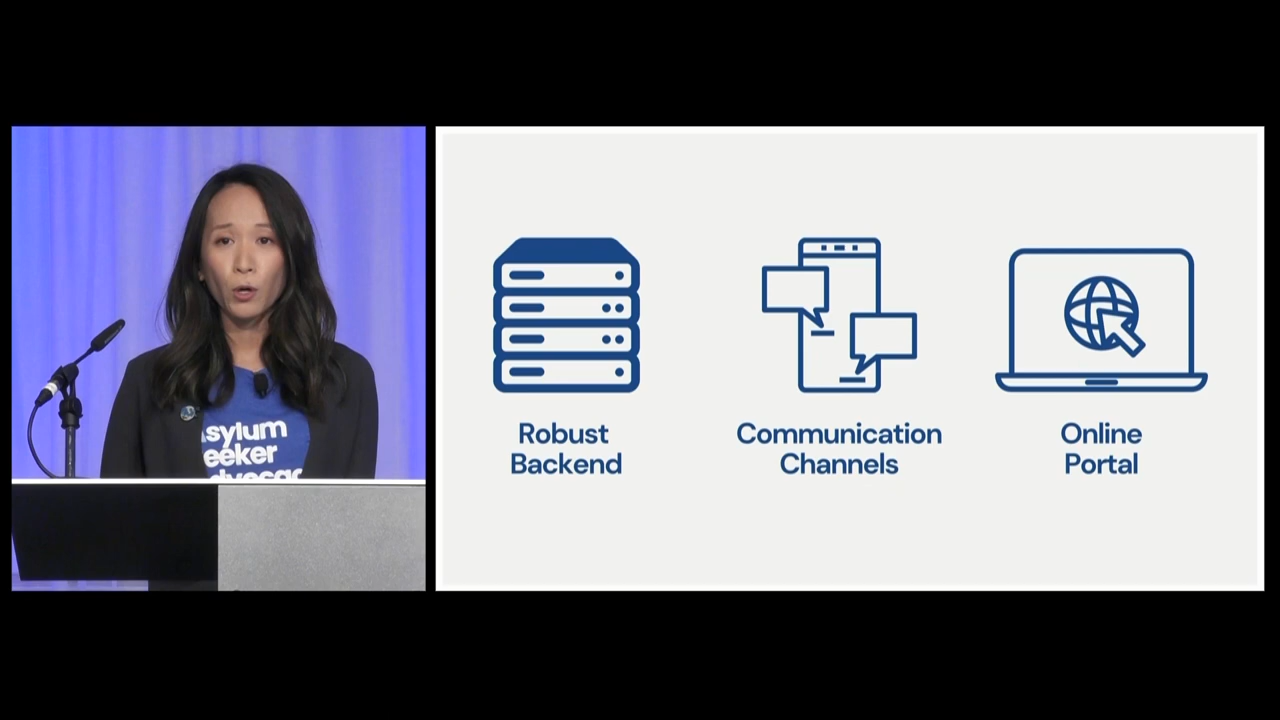 sylum
eeker
Robust
Backend
Communication
Channels
Online
Portal